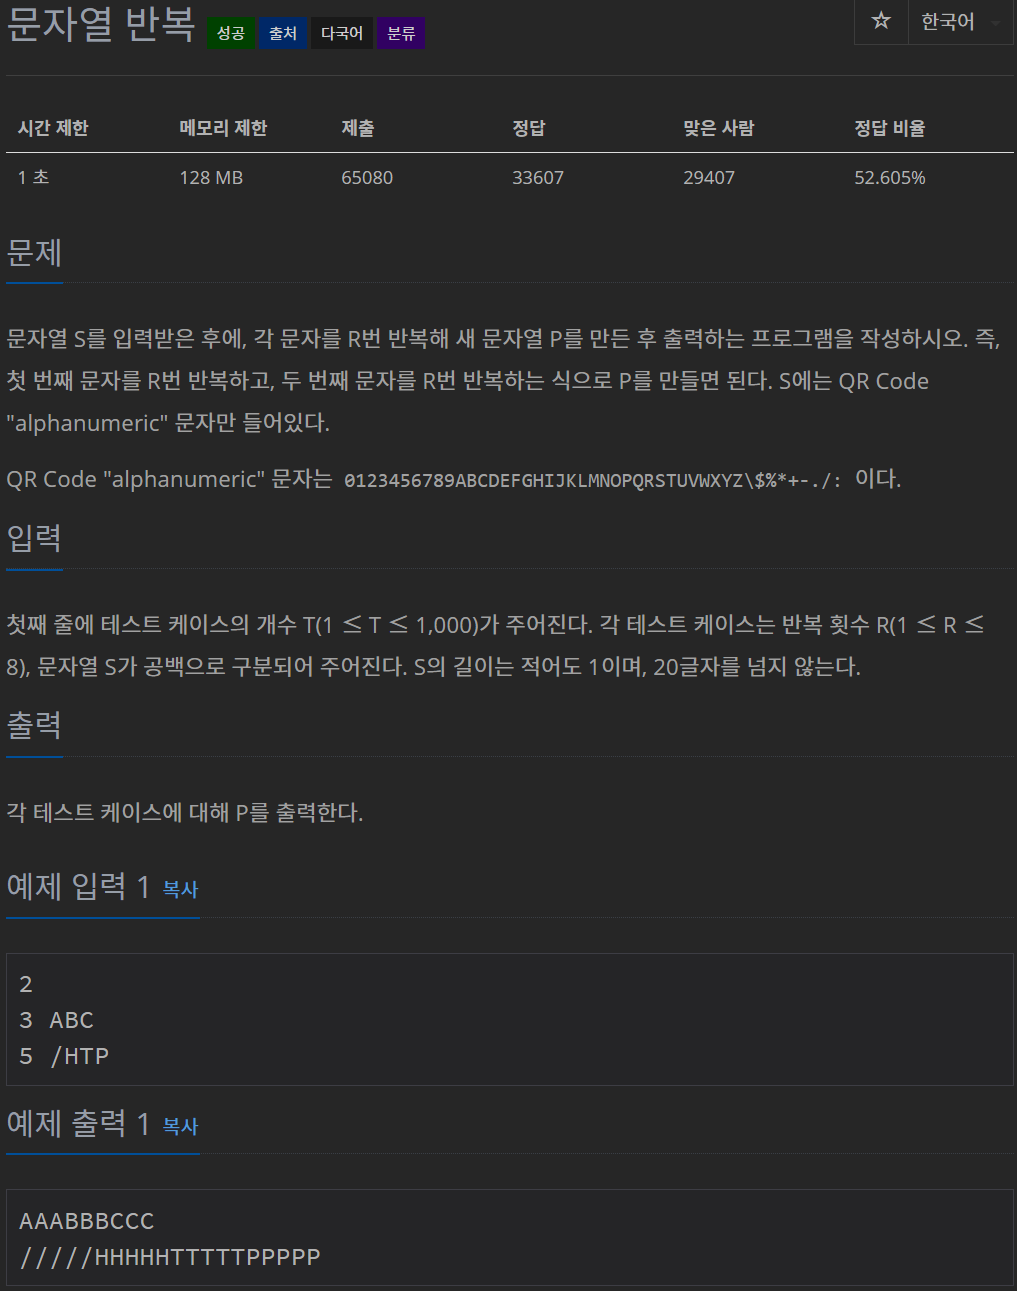 문자열 반복 성공 출처 다국어 분류 ☆ 한국어
시간 제한 메모리 제한 제출 정답 맞은 사람 정답 비율
1 초 128 MB 65080 33607 29407 52.605%
문제
문자열 S를 입력받은 후에, 각 문자를 R번 반복해 새 문자열 P를 만든 후 출력하는 프로그램을 작성하시오. 즉,
첫 번째 문자를 R번 반복하고, 두 번째 문자를 R번 반복하는 식으로 P를 만들면 된다. S에는 QR Code
"alphanumeric" 문자만 들어있다.
QR Code "alphanumeric" 문자는 0123456789ABCDEFGHIJKLMNOPQRSTUVWXYZ\$%*+-./: 이다.
입력
첫째 줄에 테스트 케이스의 개수 T(1 ≤ T ≤ 1,000)가 주어진다. 각 테스트 케이스는 반복 횟수 R(1 ≤ R ≤
8), 문자열 S가 공백으로 구분되어 주어진다. S의 길이는 적어도 1이며, 20글자를 넘지 않는다.
출력
각 테스트 케이스에 대해 P를 출력한다.
예제 입력 1 복사
2
3 ABC
5 /HTP
예제 출력 1 복사
AAABBBCCC
/////HHHHHTTTTTPPPPP